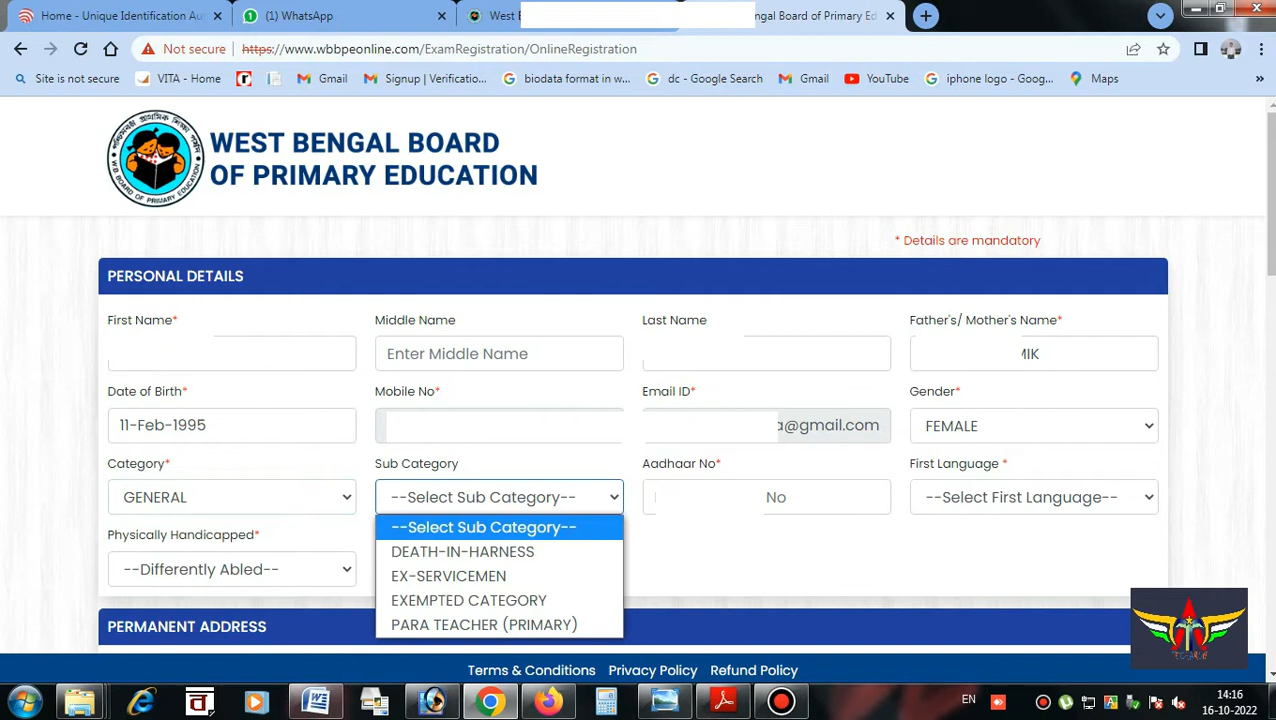 Home - Unique Identification Au
(1) WhatsApp
West B
ngal Board of Primary Ed
Not secure https://www.wbbpeonline.com/ExamRegistration/OnlineRegistration
Site is not secure
VITA - Home
Gmail
Signup | Verificatio...
biodata format in w...
dc - Google Search
Gmail
YouTube
iphone logo - Goog...
Maps
»
WEST BENGAL BOARD
OF PRIMARY EDUCATION
* Details are mandatory
PERSONAL DETAILS
First Name*
Middle Name
Last Name
Father's/ Mother's Name*
Enter Middle Name
MIK
Date of Birth*
Mobile No*
Email ID*
Gender*
11-Feb-1995
a@gmail.com
FEMALE
Category*
Sub Category
Aadhaar No*
First Language *
GENERAL
--Select Sub Category--
No
--Select First Language--
Physically Handicapped*
--Differently Abled--
--Select Sub Category--
DEATH-IN-HARNESS
EX-SERVICEMEN
EXEMPTED CATEGORY
PARA TEACHER (PRIMARY)
PERMANENT ADDRESS
Terms & Conditions
Privacy Policy
Refund Policy
EN
14:16
16-10-2022